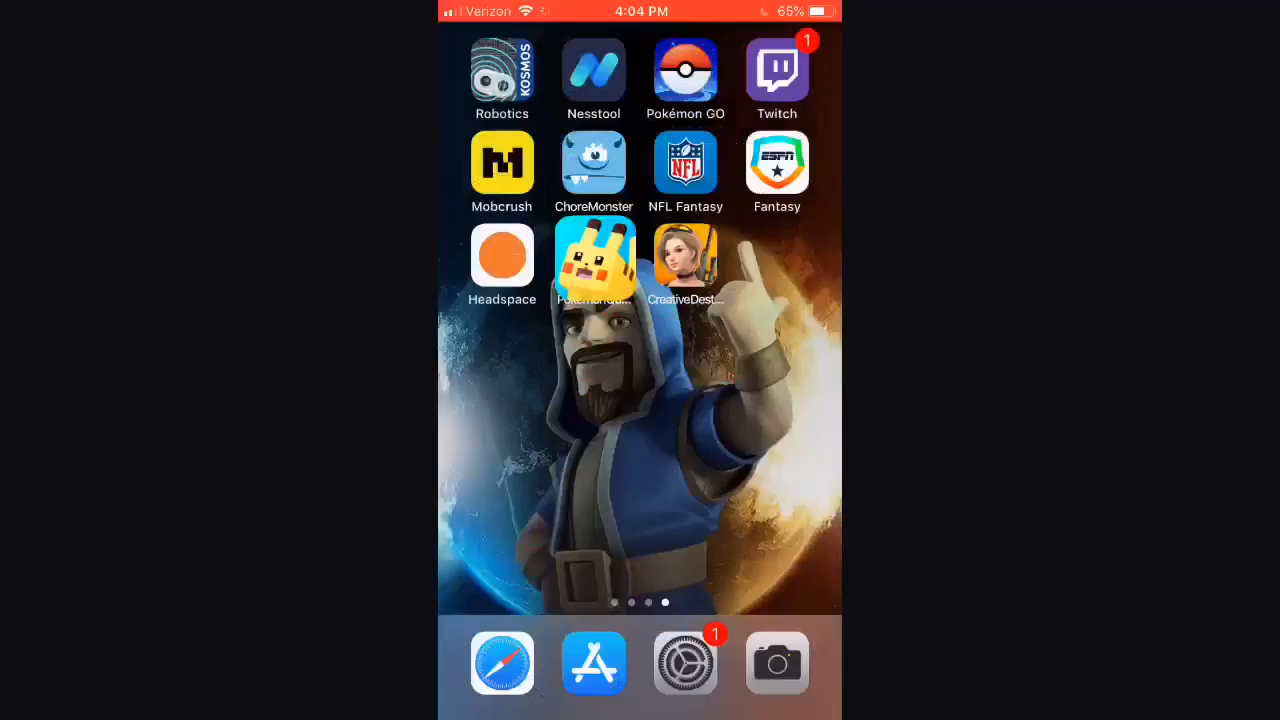 Verizon 4:04 PM 65%
1
KOSMOS
Robotics Nesstool Pokémon GO Twitch
M
NFL ESPN
Mobcrush ChoreMonster NFL Fantasy Fantasy
Headspace PokémonQu... CreativeDest...
1